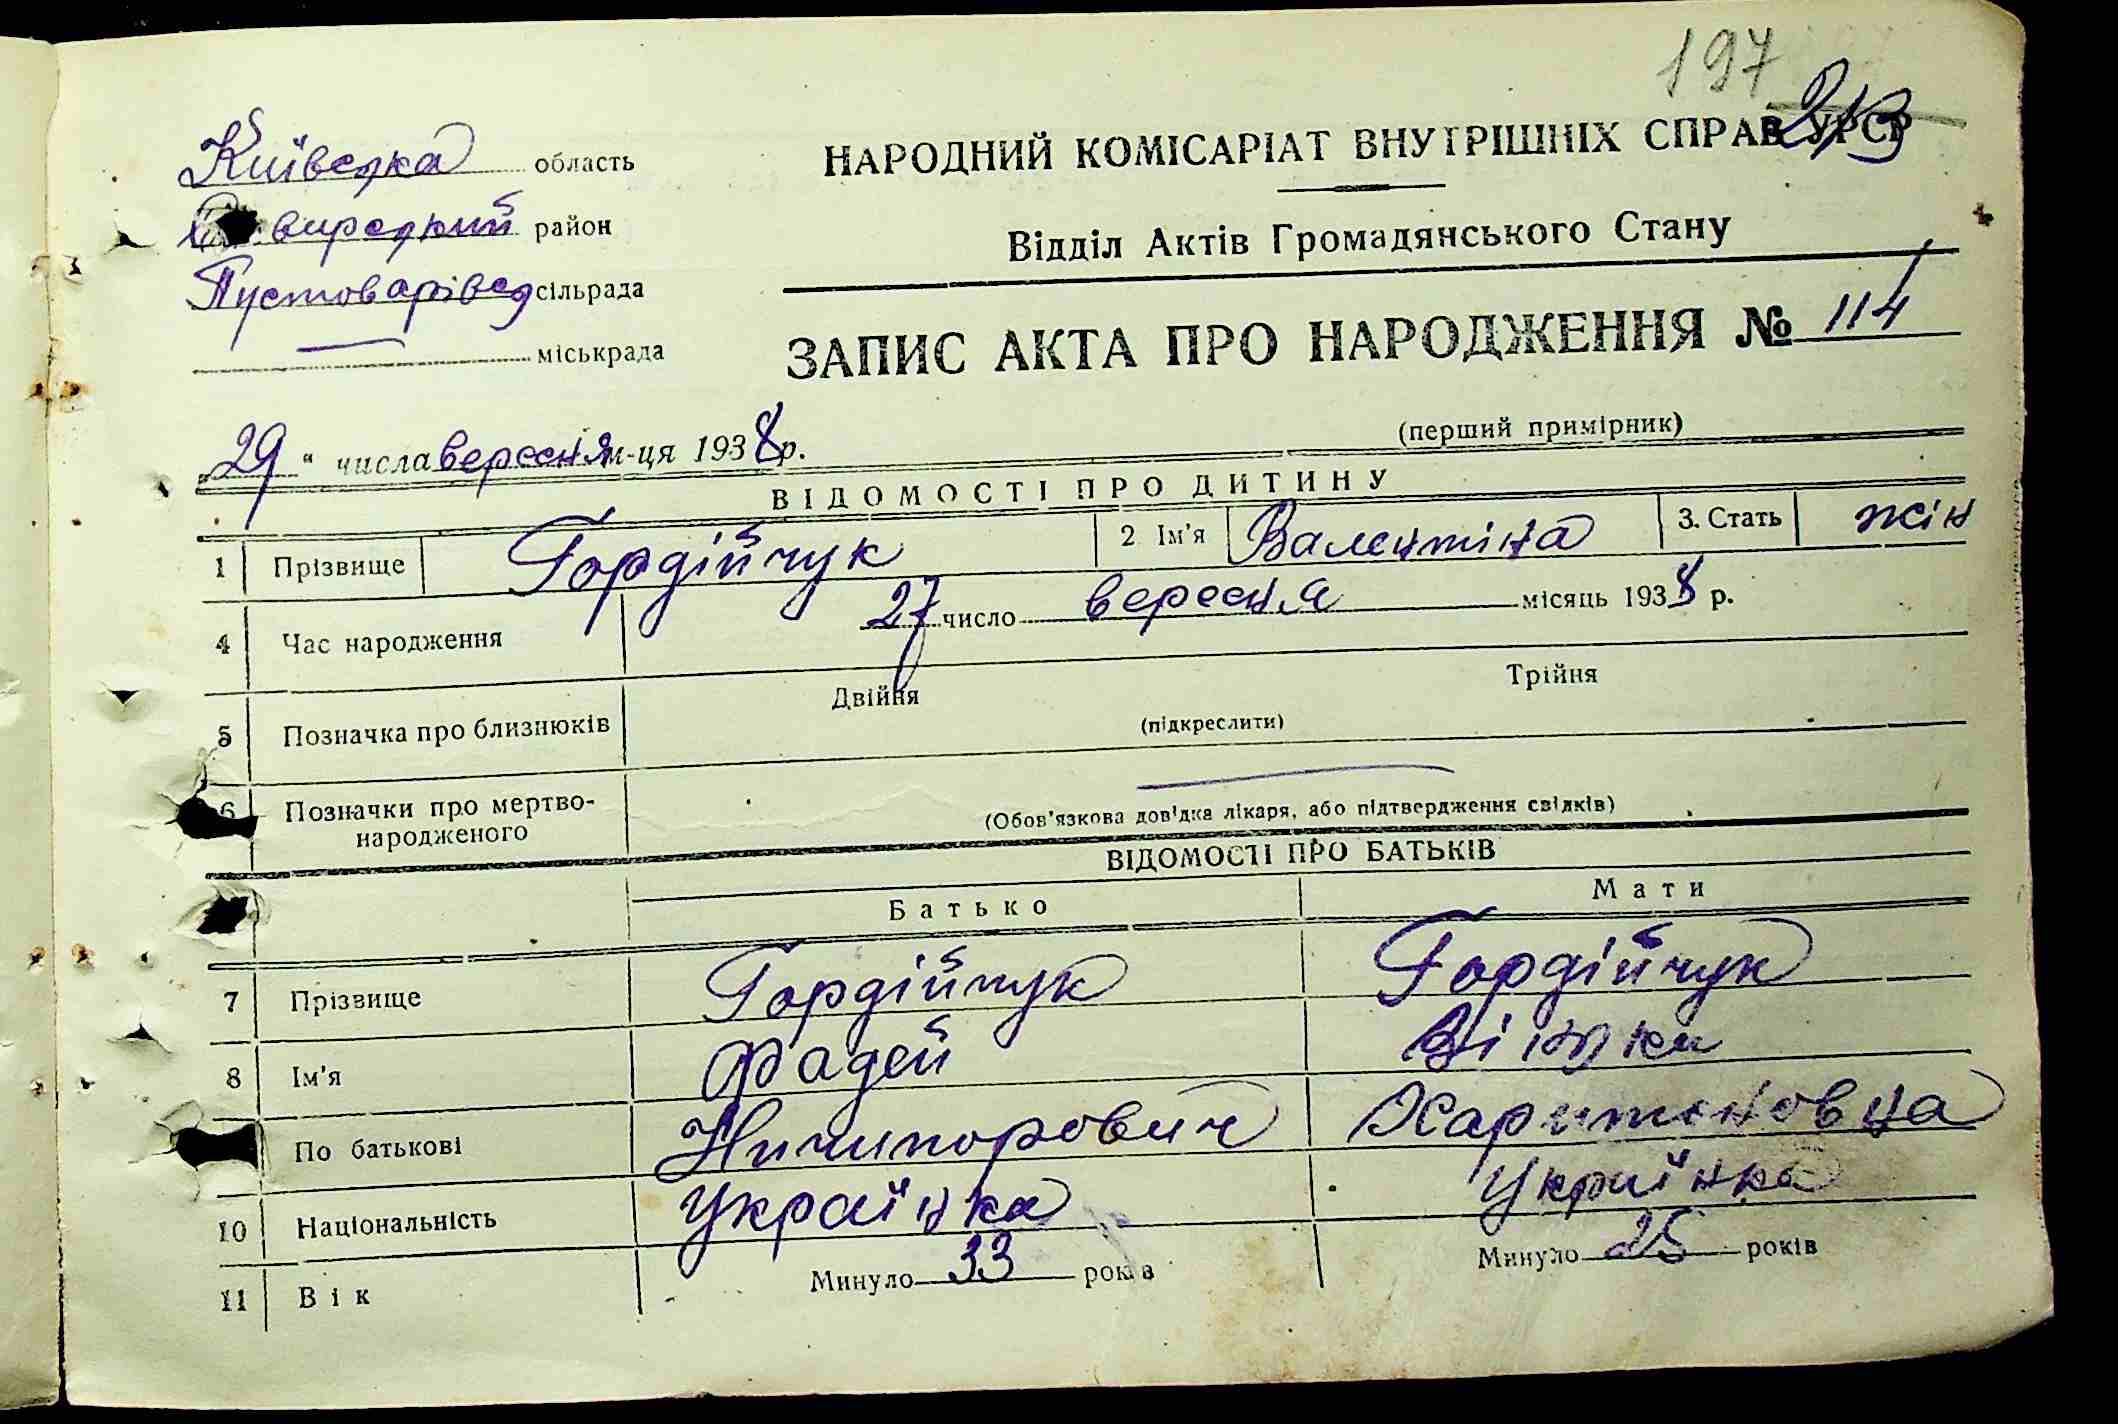 197
213
Київська область
НАРОДНИЙ КОМІСАРІАТ ВНУТРІШНІХ СПРАВ УРСР
вирський район
Відділ Актів Громадянського Стану
Пустоварівсд сільрада
міськрада
ЗАПИС АКТА ПРО НАРОДЖЕННЯ № 114
(перший примірник)
„29“ числа вересня м-ця 1938 р.
ВІДОМОСТІ ПРО ДИТИНУ
1 Прізвище Гордійчук 2 Ім'я Валентіна 3. Стать жін
4 Час народження 27 число вересня місяць 1938 р.
5 Позначка про близнюків Двійня Трійня
(підкреслити)
6 Позначки про мертво-
народженого
(Обов'язкова довідка лікаря, або підтвердження свідків)
ВІДОМОСТІ ПРО БАТЬКІВ
Батько Мати
7 Прізвище Гордійчук Гордійчук
8 Ім'я Фадей
По батькові Ничипорович Харитоновна
10 Національність Українка Українка
11 Вік Минуло 33 років Минуло 25 років